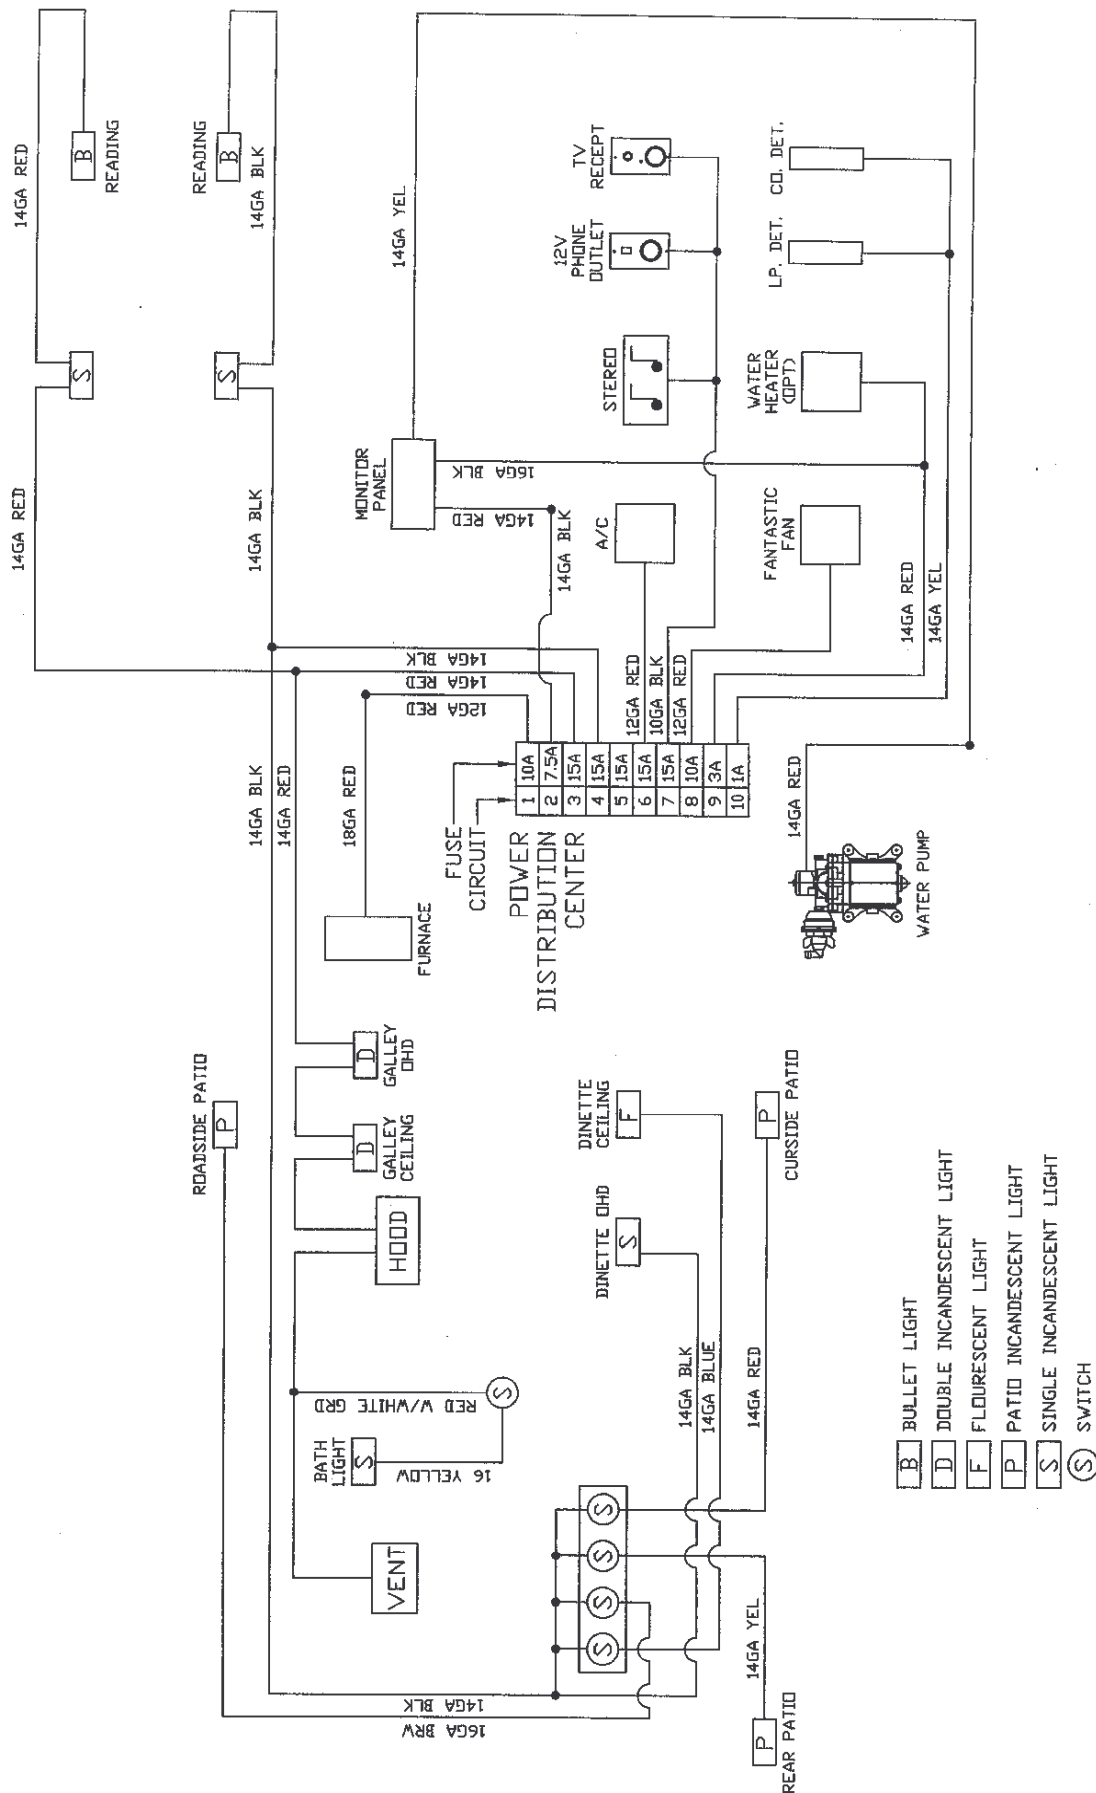 14GA RED
B
READING
READING
B
14GA BLK
14GA YEL
TV
RECEPT
12V
PHONE
OUTLET
CO. DET.
LP. DET.
S
S
STEREO
WATER
HEATER
(OPT)
MONITOR
PANEL
16GA BLK
14GA RED
14GA BLK
14GA RED
14GA BLK
A/C
FANTASTIC
FAN
14GA RED
14GA YEL
14GA BLK
14GA RED
12GA RED
12GA RED
10GA BLK
12GA RED
14GA BLK
14GA RED
18GA RED
FUSE
CIRCUIT
1 10A
2 7.5A
3 15A
4 15A
5 15A
6 15A
7 15A
8 10A
9 3A
10 1A
POWER
DISTRIBUTION
CENTER
14GA RED
WATER PUMP
FURNACE
ROADSIDE PATIO
P
D
GALLEY
OHD
D
GALLEY
CEILING
HOOD
DINETTE
CEILING
F
DINETTE OHD
S
P
CURSIDE PATIO
RED W/WHITE GRD
S
BATH
LIGHT
S
16 YELLOW
VENT
14GA BLK
14GA BLUE
14GA RED
S
S
S
S
14GA BLK
16GA BRW
14GA YEL
P
REAR PATIO
B BULLET LIGHT
D DOUBLE INCANDESCENT LIGHT
F FLOURESCENT LIGHT
P PATIO INCANDESCENT LIGHT
S SINGLE INCANDESCENT LIGHT
S SWITCH